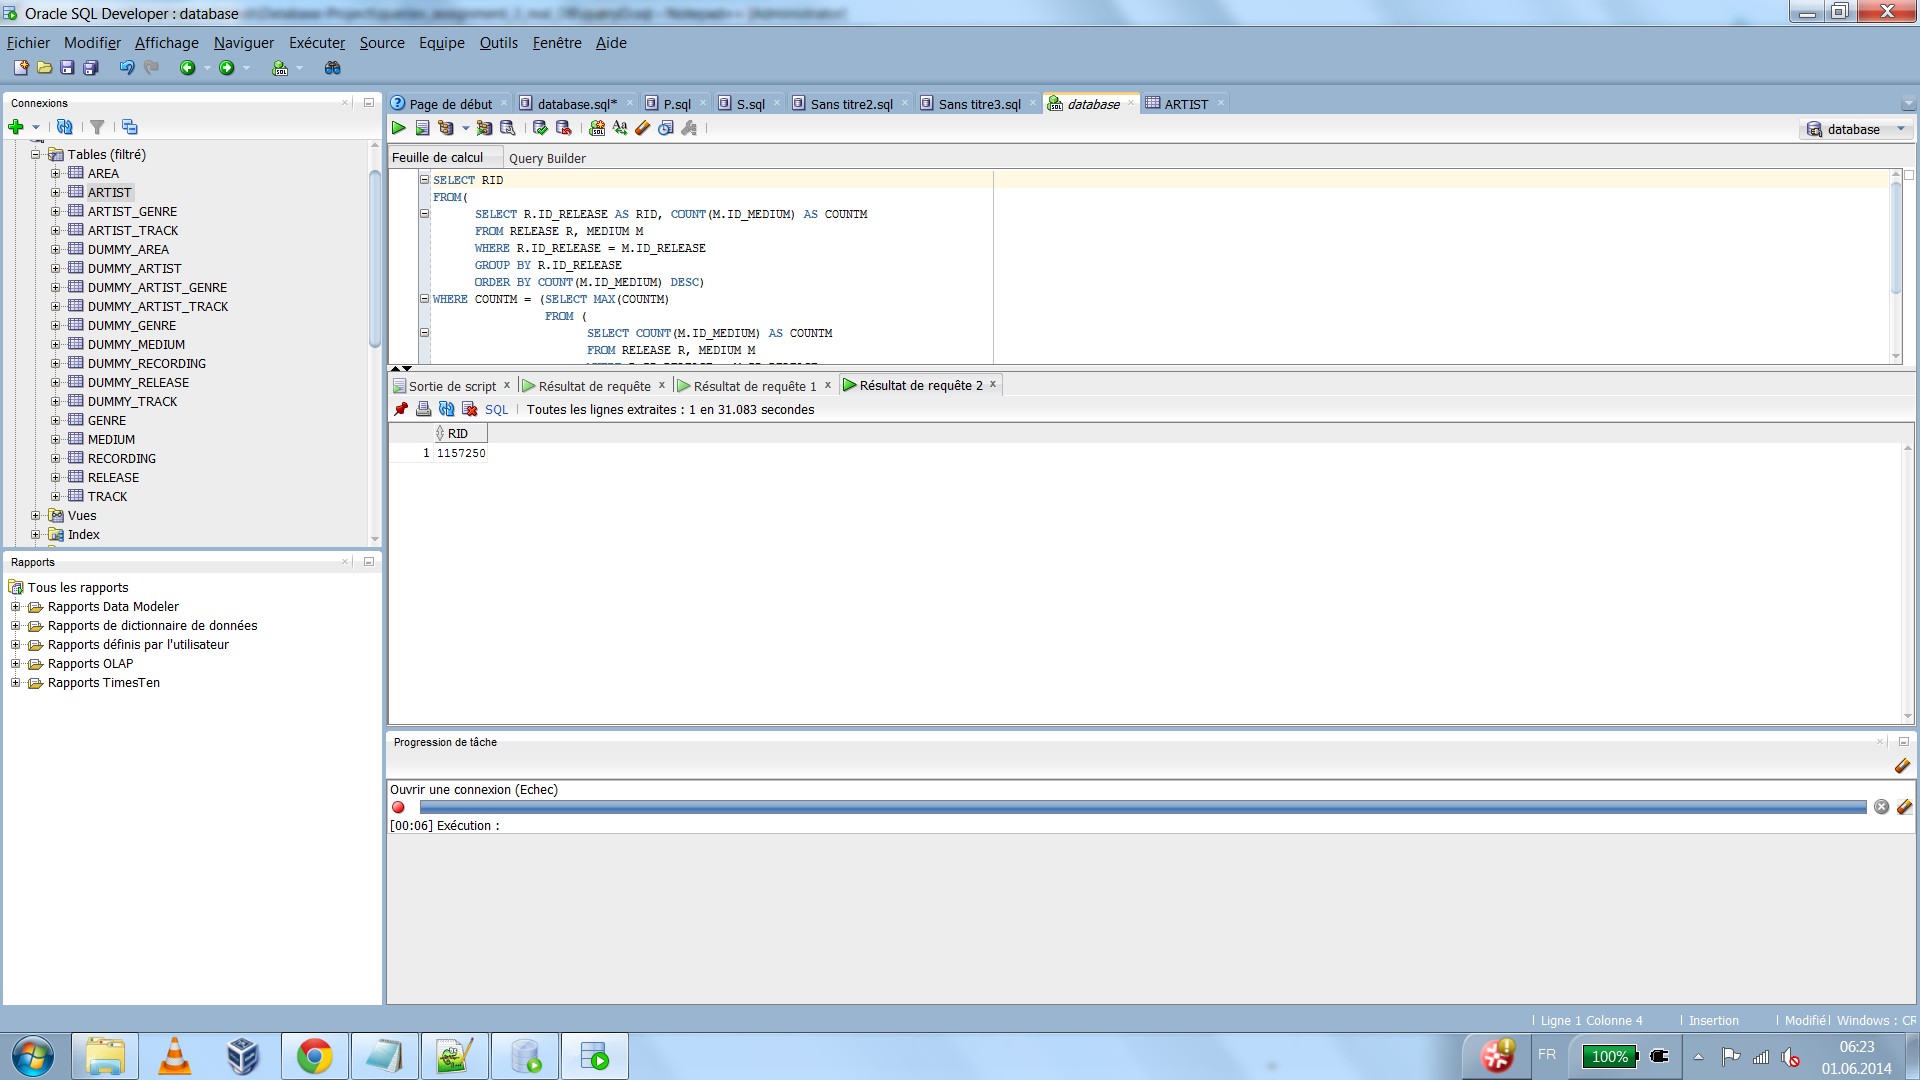 Oracle SQL Developer : database
Fichier Modifier Affichage Naviguer Exécuter Source Equipe Outils Fenêtre Aide
Connexions
Tables (filtré)
AREA
ARTIST
ARTIST_GENRE
ARTIST_TRACK
DUMMY_AREA
DUMMY_ARTIST
DUMMY_ARTIST_GENRE
DUMMY_ARTIST_TRACK
DUMMY_GENRE
DUMMY_MEDIUM
DUMMY_RECORDING
DUMMY_RELEASE
DUMMY_TRACK
GENRE
MEDIUM
RECORDING
RELEASE
TRACK
Vues
Index
Rapports
Tous les rapports
Rapports Data Modeler
Rapports de dictionnaire de données
Rapports définis par l'utilisateur
Rapports OLAP
Rapports TimesTen
Page de début database.sql* P.sql S.sql Sans titre2.sql Sans titre3.sql database ARTIST
database
Feuille de calcul Query Builder
SELECT RID
FROM(
SELECT R.ID_RELEASE AS RID, COUNT(M.ID_MEDIUM) AS COUNTM
FROM RELEASE R, MEDIUM M
WHERE R.ID_RELEASE = M.ID_RELEASE
GROUP BY R.ID_RELEASE
ORDER BY COUNT(M.ID_MEDIUM) DESC)
WHERE COUNTM = (SELECT MAX(COUNTM)
FROM (
SELECT COUNT(M.ID_MEDIUM) AS COUNTM
FROM RELEASE R, MEDIUM M
Sortie de script Résultat de requête Résultat de requête 1 Résultat de requête 2
SQL Toutes les lignes extraites : 1 en 31.083 secondes
RID
1 1157250
Progression de tâche
Ouvrir une connexion (Echec)
[00:06] Exécution :
Ligne 1 Colonne 4 Insertion Modifié Windows : CR
FR 100% 06:23
01.06.2014